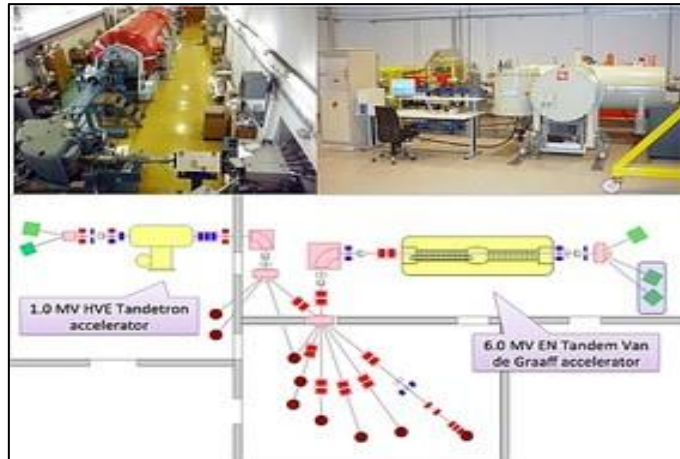 1.0 MV HVE Tandetron
accelerator
6.0 MV EN Tandem Van
de Graaff accelerator